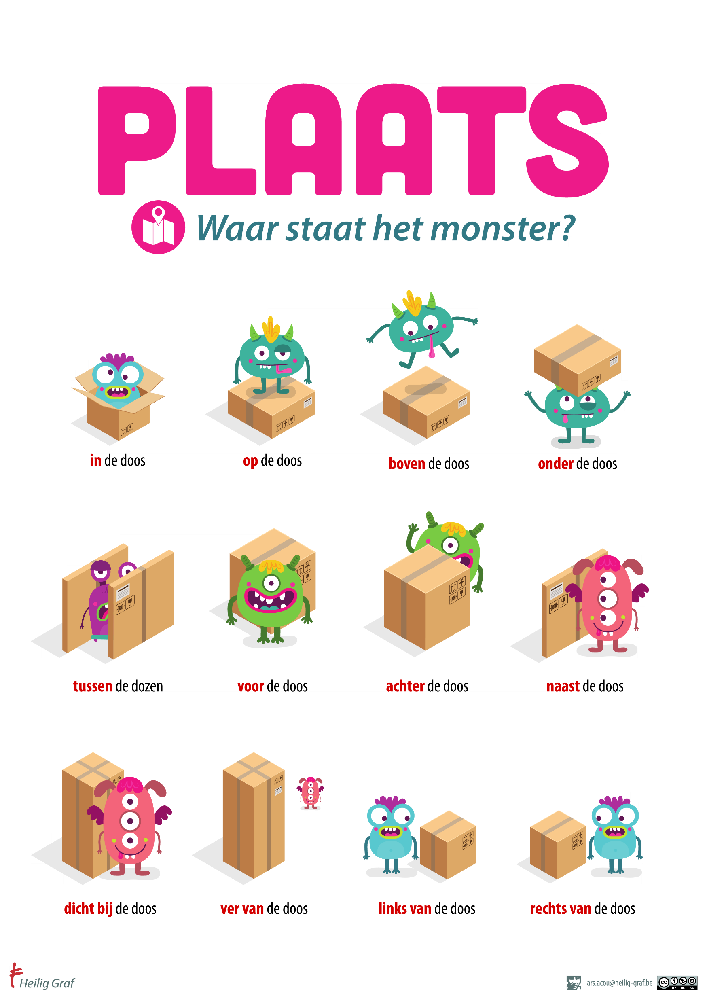 PLAATS
Waar staat het monster?
in de doos
op de doos
boven de doos
onder de doos
tussen de dozen
voor de doos
achter de doos
naast de doos
dicht bij de doos
ver van de doos
links van de doos
rechts van de doos
Heilig Graf
lars.acou@heilig-graf.be
cc
BY NC SA